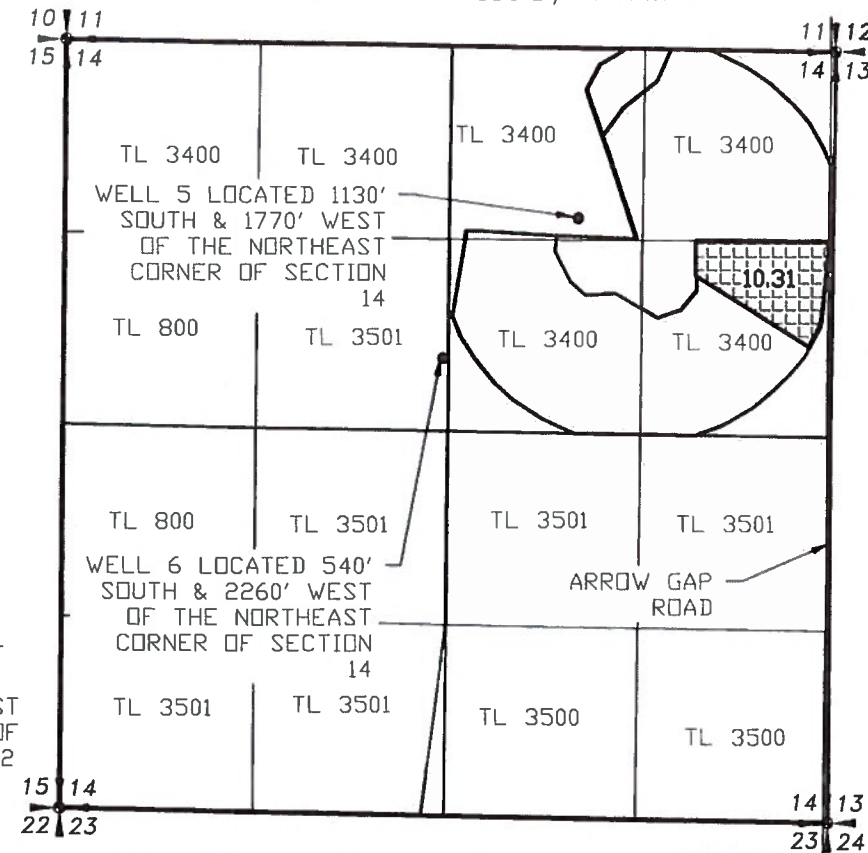 10 11
15 14
11 12
14 13
TL 3400
TL 3400
TL 3400
TL 3400
WELL 5 LOCATED 1130'
SOUTH & 1770' WEST
OF THE NORTHEAST
CORNER OF SECTION
14
10.31
TL 800
TL 3501
TL 3400
TL 3400
TL 800
TL 3501
TL 3501
TL 3501
WELL 6 LOCATED 540'
SOUTH & 2260' WEST
OF THE NORTHEAST
CORNER OF SECTION
14
ARROW GAP
ROAD
TL 3501
TL 3501
TL 3500
TL 3500
OF
2
15 14
22 23
14 13
23 24